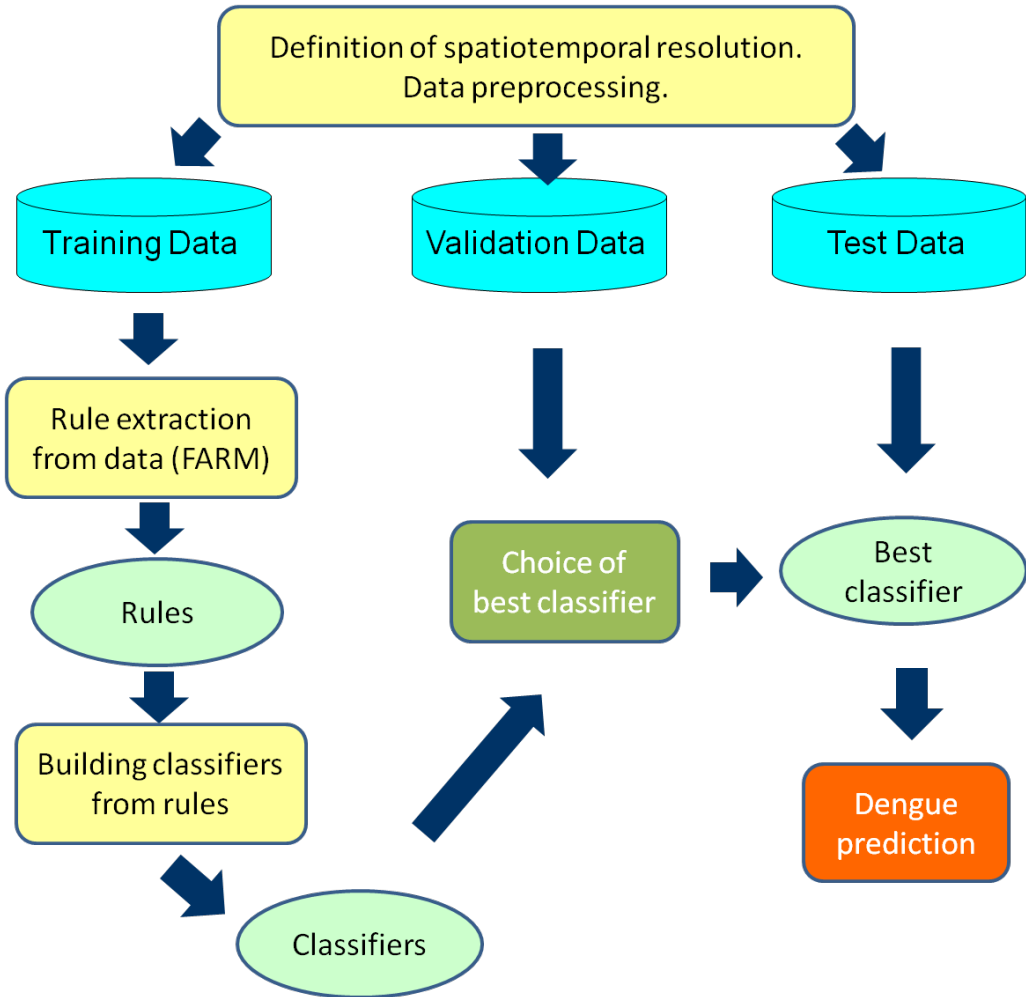 Definition of spatiotemporal resolution.
Data preprocessing.
Training Data
Validation Data
Test Data
Rule extraction
from data (FARM)
Rules
Building classifiers
from rules
Classifiers
Choice of
best classifier
Best
classifier
Dengue
prediction